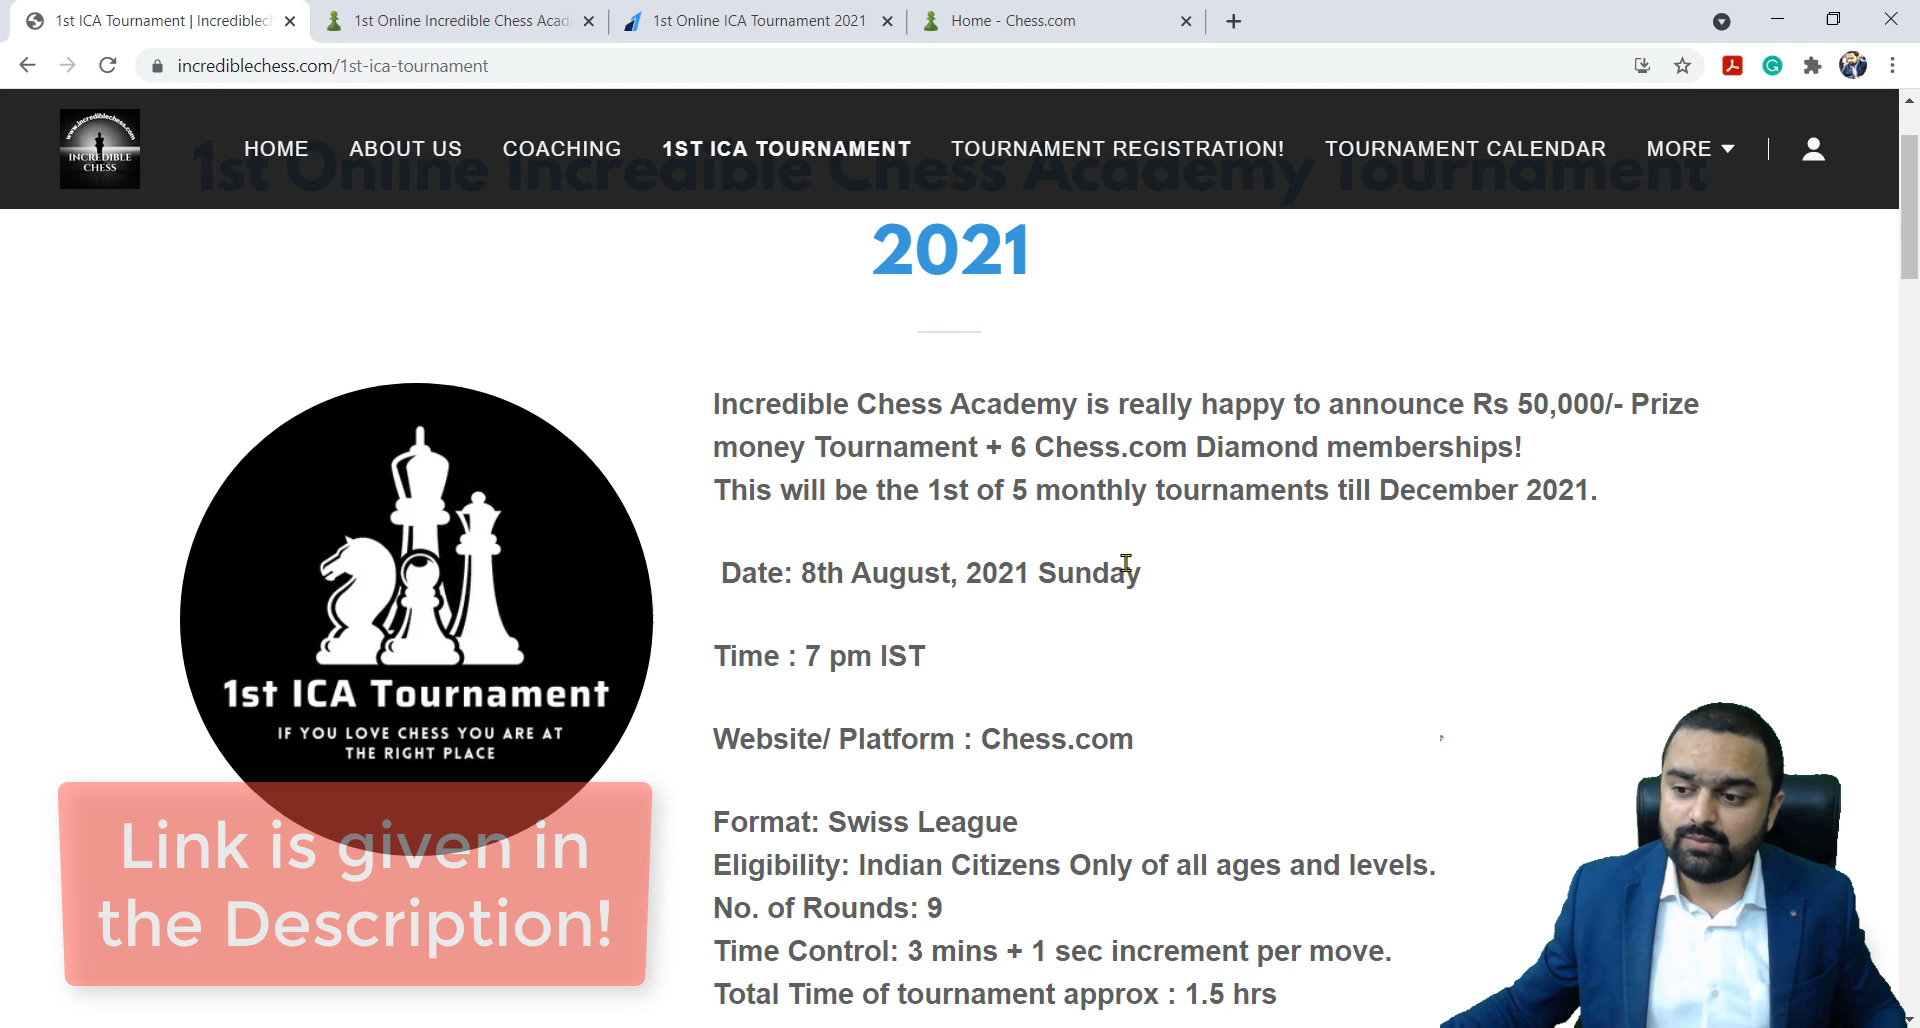 1st ICA Tournament | Incrediblech
1st Online Incredible Chess Acad
1st Online ICA Tournament 2021
Home - Chess.com
incrediblechess.com/1st-ica-tournament
www.incrediblechess.com
INCREDIBLE
CHESS
HOME
ABOUT US
COACHING
1ST ICA TOURNAMENT
TOURNAMENT REGISTRATION!
TOURNAMENT CALENDAR
MORE
1st Online Incredible Chess Academy Tournament
2021
Incredible Chess Academy is really happy to announce Rs 50,000/- Prize
money Tournament + 6 Chess.com Diamond memberships!
This will be the 1st of 5 monthly tournaments till December 2021.
Date: 8th August, 2021 Sunday
Time : 7 pm IST
Website/ Platform : Chess.com
Format: Swiss League
Eligibility: Indian Citizens Only of all ages and levels.
No. of Rounds: 9
Time Control: 3 mins + 1 sec increment per move.
Total Time of tournament approx : 1.5 hrs
1st ICA Tournament
IF YOU LOVE CHESS YOU ARE AT
THE RIGHT PLACE
Link is given in
the Description!